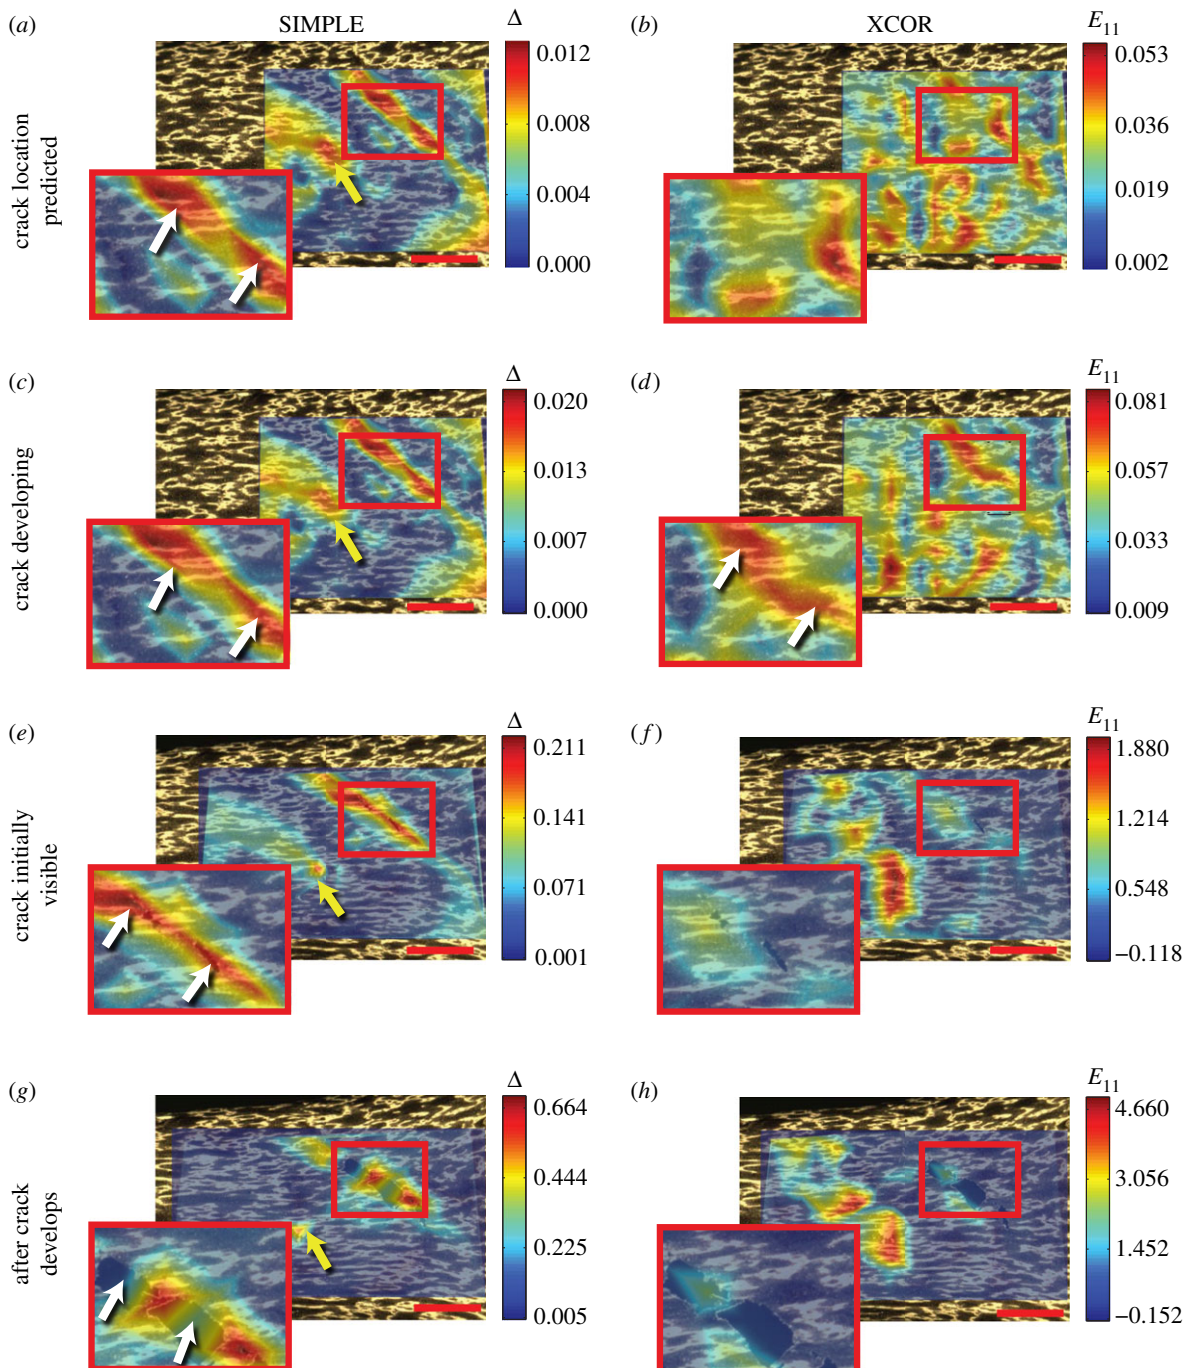 (a) SIMPLE Δ (b) XCOR E11
0.012 0.053
0.008 0.036
0.004 0.019
0.000 0.002
crack location
predicted
(c) Δ (d) E11
0.020 0.081
0.013 0.057
0.007 0.033
0.000 0.009
crack developing
(e) Δ (f) E11
0.211 1.880
0.141 1.214
0.071 0.548
0.001 −0.118
crack initially
visible
(g) Δ (h) E11
0.664 4.660
0.444 3.056
0.225 1.452
0.005 −0.152
after crack
develops